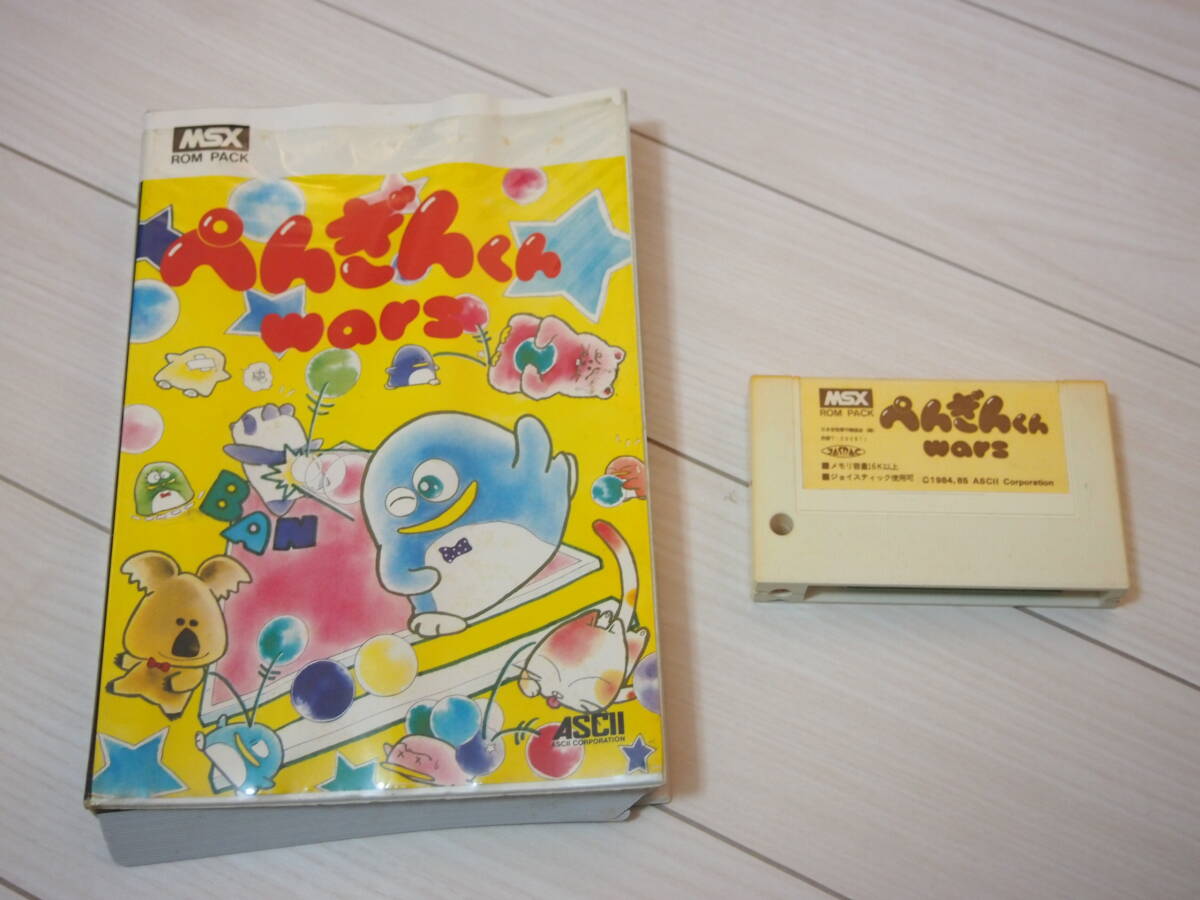 MSX
ROM PACK
ぺんぎんくん
wars
BAN
ASCII
ASCII CORPORATION
MSX
ROM PACK
ぺんぎんくん
wars
JASRAC
■メモリ容量16K以上
■ジョイスティック使用可
©1984,85 ASCII Corporation